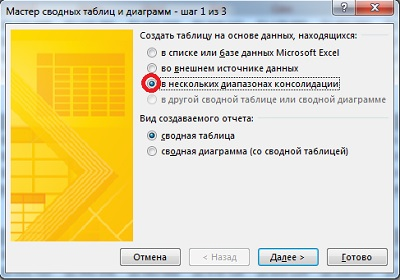 Мастер сводных таблиц и диаграмм - шаг 1 из 3
Создать таблицу на основе данных, находящихся:
в списке или базе данных Microsoft Excel
во внешнем источнике данных
в нескольких диапазонах консолидации
в другой сводной таблице или сводной диаграмме
Вид создаваемого отчета:
сводная таблица
сводная диаграмма (со сводной таблицей)
Отмена
< Назад
Далее >
Готово